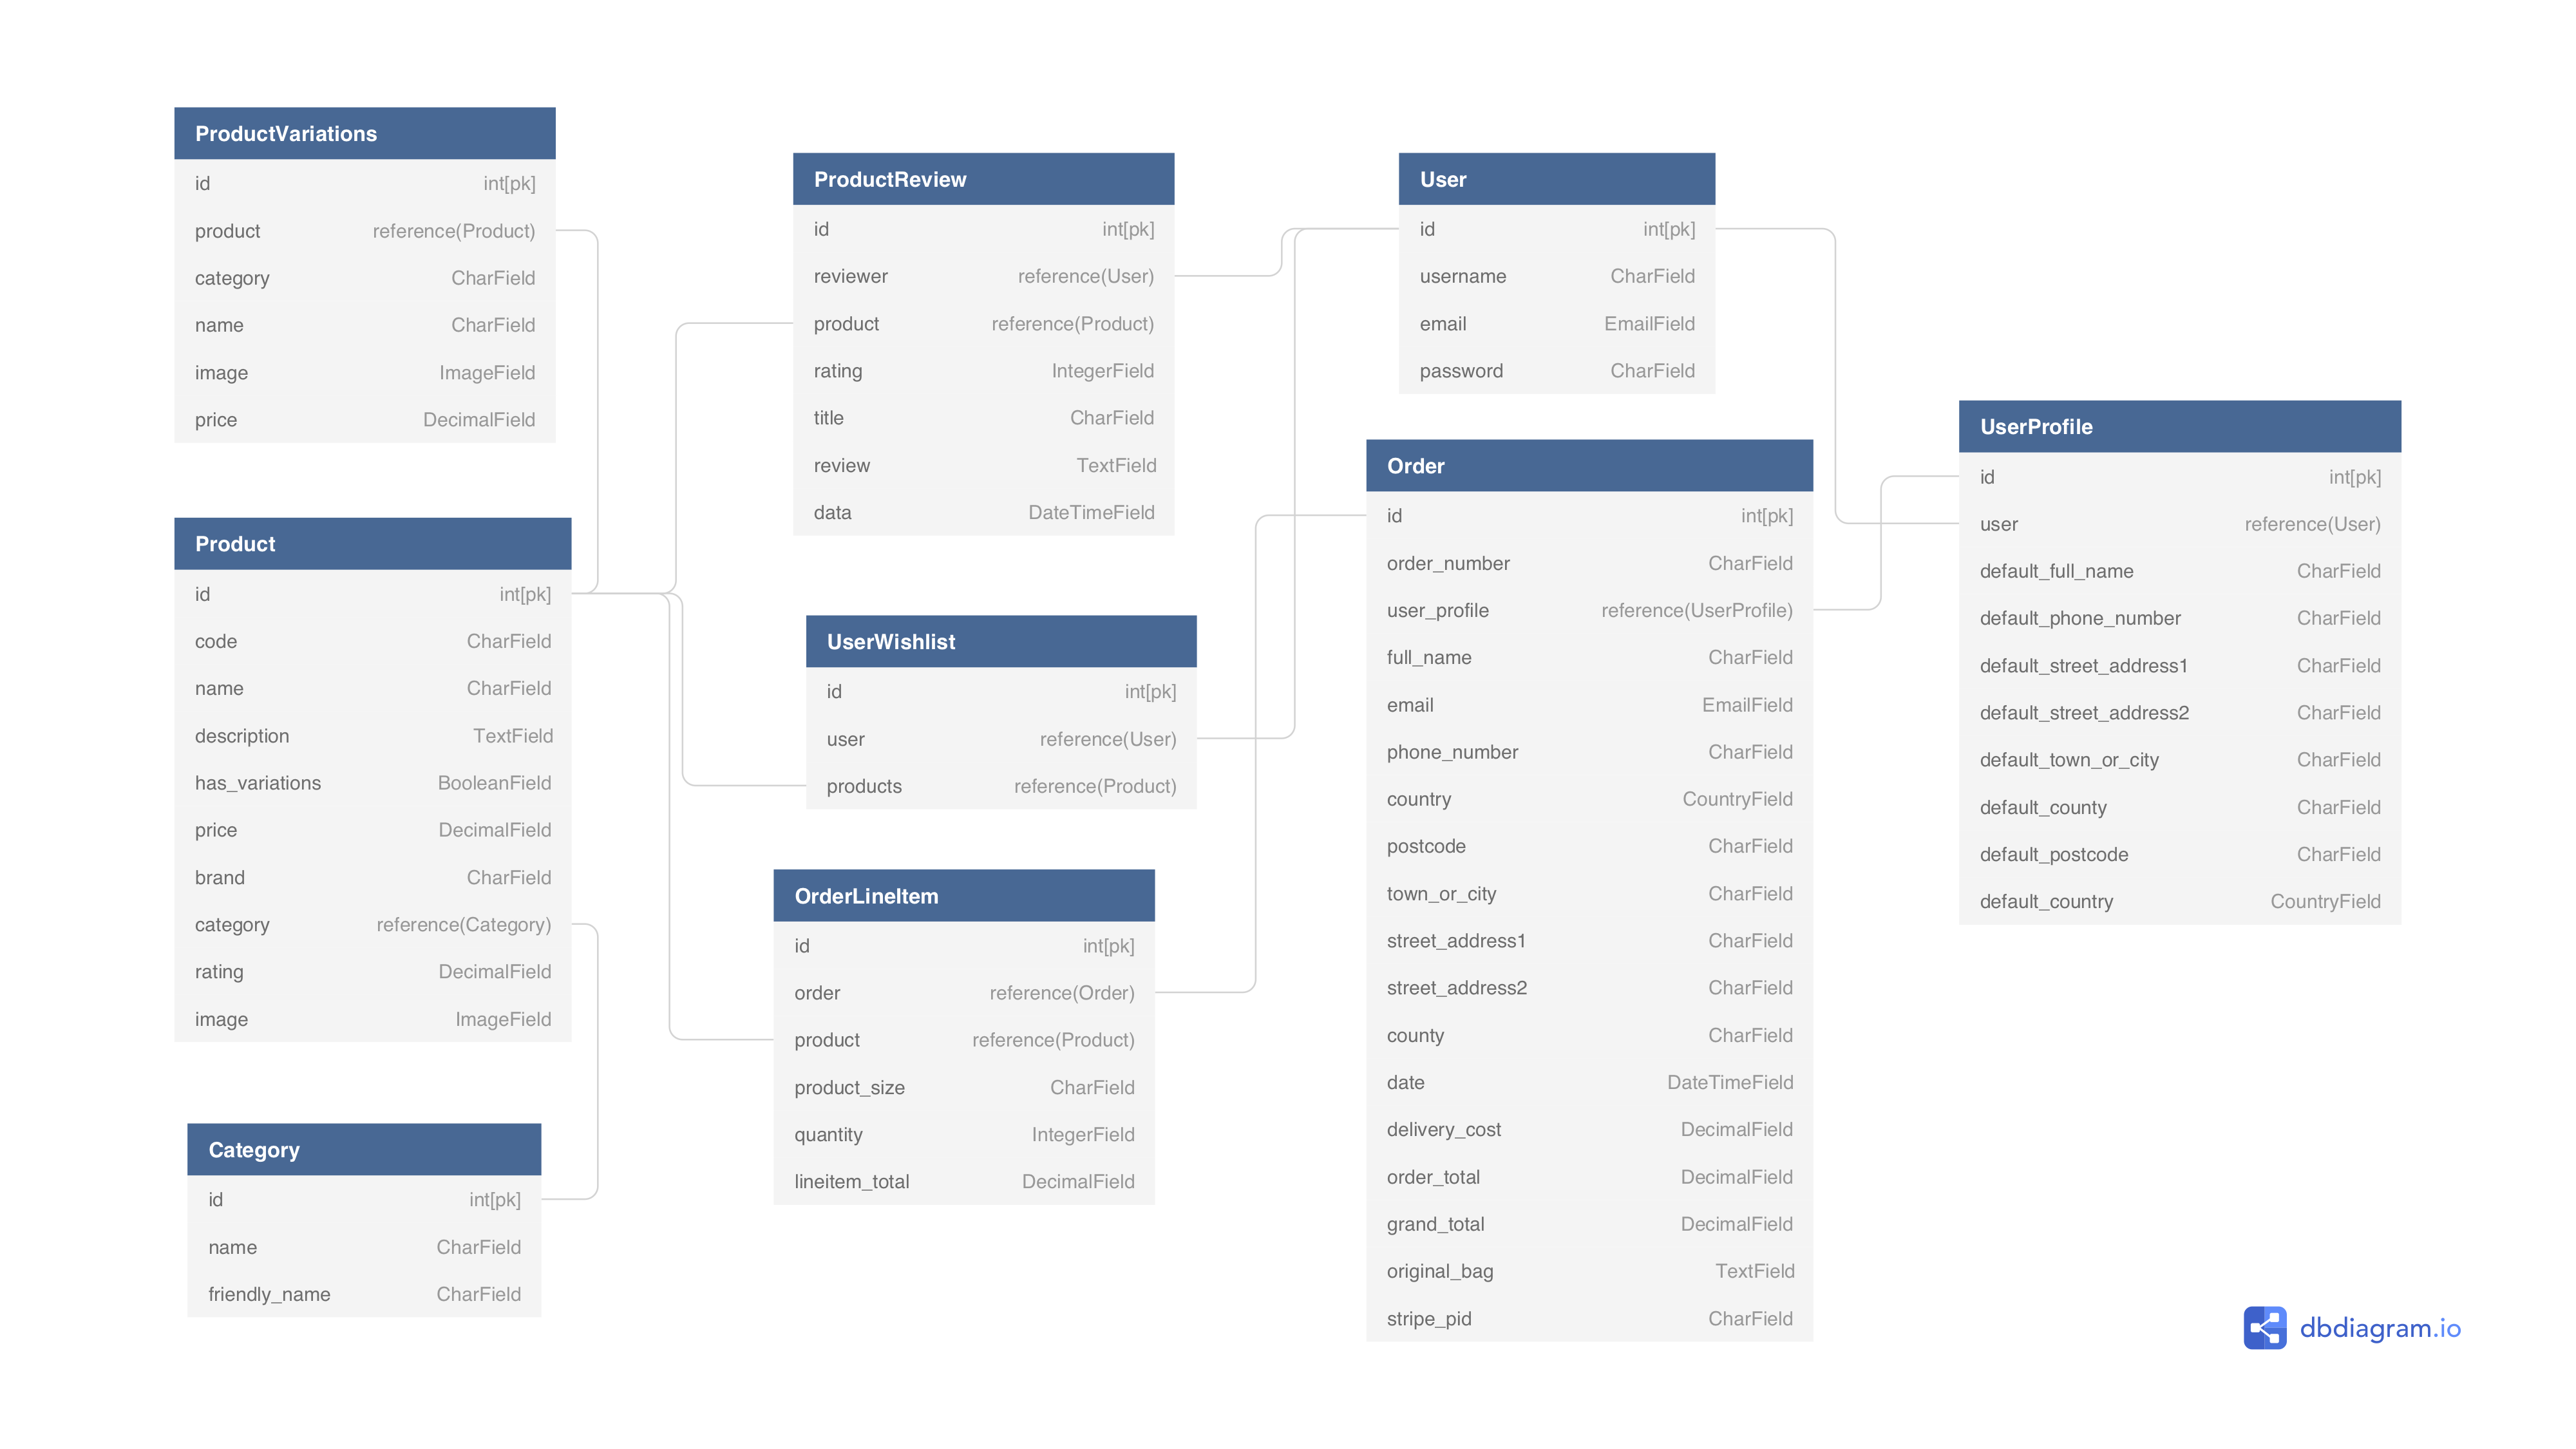 ProductVariations
id int[pk]
product reference(Product)
category CharField
name CharField
image ImageField
price DecimalField
Product
id int[pk]
code CharField
name CharField
description TextField
has_variations BooleanField
price DecimalField
brand CharField
category reference(Category)
rating DecimalField
image ImageField
Category
id int[pk]
name CharField
friendly_name CharField
ProductReview
id int[pk]
reviewer reference(User)
product reference(Product)
rating IntegerField
title CharField
review TextField
data DateTimeField
UserWishlist
id int[pk]
user reference(User)
products reference(Product)
OrderLineItem
id int[pk]
order reference(Order)
product reference(Product)
product_size CharField
quantity IntegerField
lineitem_total DecimalField
User
id int[pk]
username CharField
email EmailField
password CharField
Order
id int[pk]
order_number CharField
user_profile reference(UserProfile)
full_name CharField
email EmailField
phone_number CharField
country CountryField
postcode CharField
town_or_city CharField
street_address1 CharField
street_address2 CharField
county CharField
date DateTimeField
delivery_cost DecimalField
order_total DecimalField
grand_total DecimalField
original_bag TextField
stripe_pid CharField
UserProfile
id int[pk]
user reference(User)
default_full_name CharField
default_phone_number CharField
default_street_address1 CharField
default_street_address2 CharField
default_town_or_city CharField
default_county CharField
default_postcode CharField
default_country CountryField
dbdiagram.io